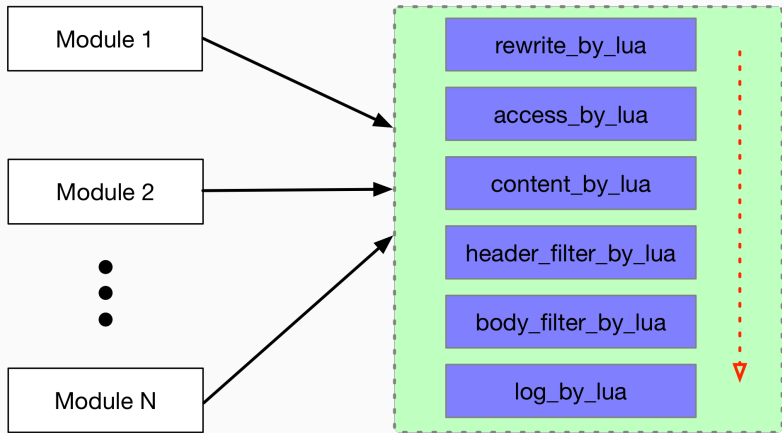 Module 1
Module 2
Module N
rewrite_by_lua
access_by_lua
content_by_lua
header_filter_by_lua
body_filter_by_lua
log_by_lua